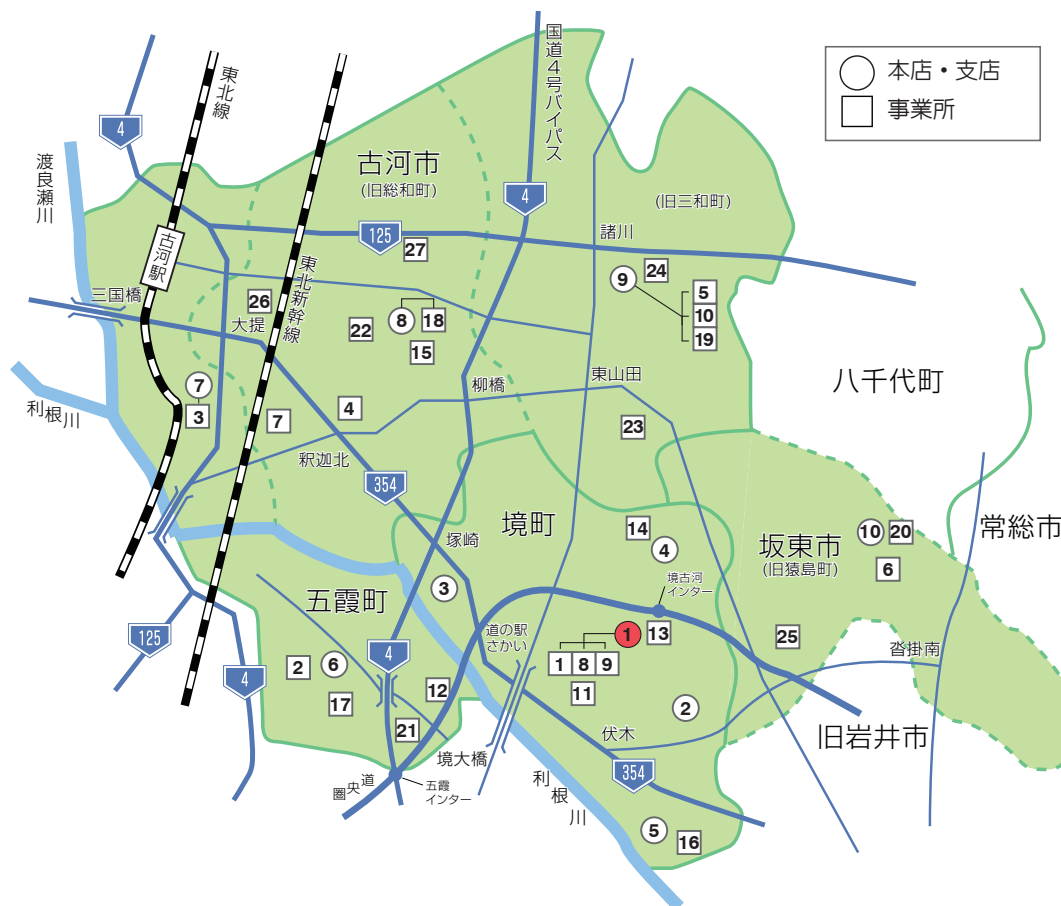 本店・支店
事業所
東北線
国道4号バイパス
4
渡良瀬川
古河市
(旧総和町)
4
(旧三和町)
125
27
諸川
古河駅
東北新幹線
9
24
5
10
19
三国橋
26
大提
22
8
18
15
八千代町
東山田
柳橋
7
3
利根川
7
4
23
釈迦北
354
境町
14
4
坂東市
(旧猿島町)
10
20
6
常総市
塚崎
3
境古河
インター
五霞町
道の駅
さかい
1
13
25
125
4
2
6
4
1
8
9
11
沓掛南
17
12
2
21
伏木
旧岩井市
境大橋
354
圏央道
五霞
インター
利根川
5
16